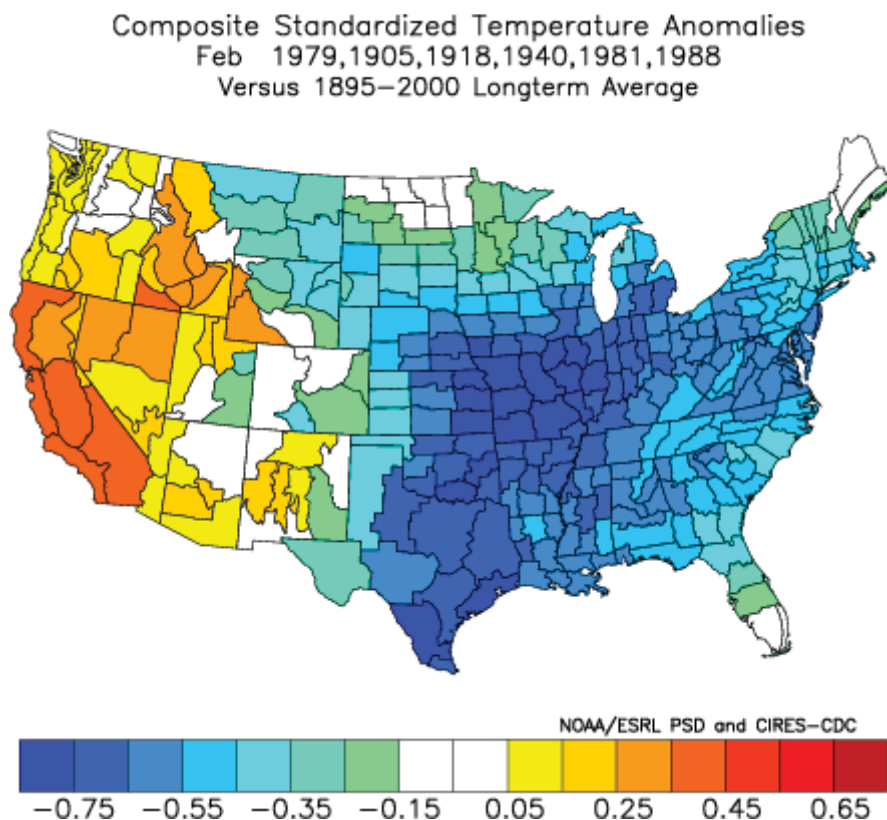 Composite Standardized Temperature Anomalies
Feb 1979,1905,1918,1940,1981,1988
Versus 1895–2000 Longterm Average
NOAA/ESRL PSD and CIRES–CDC
−0.75 −0.55 −0.35 −0.15 0.05 0.25 0.45 0.65